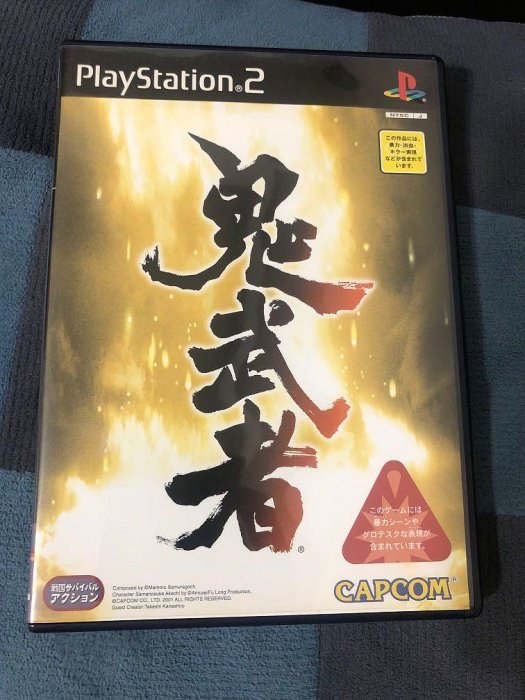 PlayStation®2
NTSC J
この作品には、
暴力・出血・
ホラー表現
などが含まれて
います。
鬼武者®
このゲームには
暴力シーンや
グロテスクな表現が
含まれています。
戦国サバイバル
アクション
Composed by ©Mamoru Samuragoch.
Character Samanosuke Akechi by ©Amuse/Fu Long Production,
©CAPCOM CO., LTD. 2001 ALL RIGHTS RESERVED.
Guest Creator Takeshi Kaneshiro
CAPCOM®